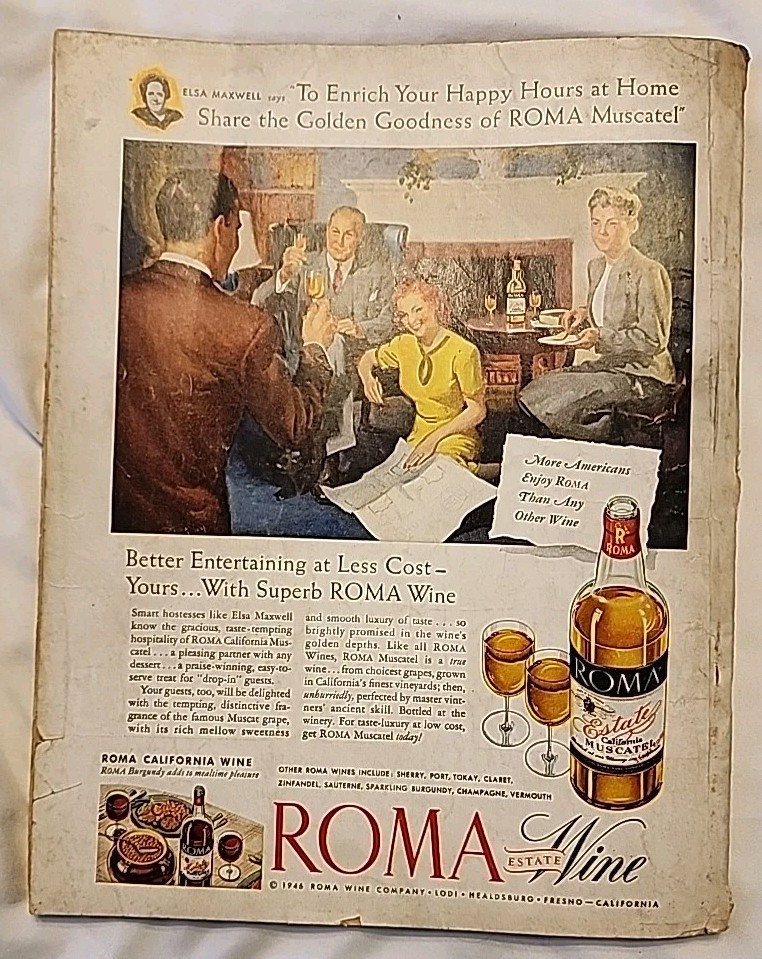 ELSA MAXWELL says "To Enrich Your Happy Hours at Home
Share the Golden Goodness of ROMA Muscatel"
More Americans
Enjoy ROMA
Than Any
Other Wine
R
ROMA
Better Entertaining at Less Cost–
Yours...With Superb ROMA Wine
Smart hostesses like Elsa Maxwell
know the gracious, taste-tempting
hospitality of ROMA California Mus-
catel . . . a pleasing partner with any
dessert . . . a praise-winning, easy-to-
serve treat for "drop-in" guests.
Your guests, too, will be delighted
with the tempting, distinctive fra-
grance of the famous Muscat grape,
with its rich mellow sweetness
and smooth luxury of taste . . . so
brightly promised in the wine's
golden depths. Like all ROMA
Wines, ROMA Muscatel is a true
wine . . . from choicest grapes, grown
in California's finest vineyards; then,
unhurriedly, perfected by master vint-
ners' ancient skill. Bottled at the
winery. For taste-luxury at low cost,
get ROMA Muscatel today!
ROMA
Estate
California
MUSCATEL
ROMA CALIFORNIA WINE
ROMA Burgundy adds to mealtime pleasure
OTHER ROMA WINES INCLUDE: SHERRY, PORT, TOKAY, CLARET,
ZINFANDEL, SAUTERNE, SPARKLING BURGUNDY, CHAMPAGNE, VERMOUTH
ROMA
Estate
ROMA ESTATE Wine
© 1946 ROMA WINE COMPANY • LODI • HEALDSBURG • FRESNO—CALIFORNIA